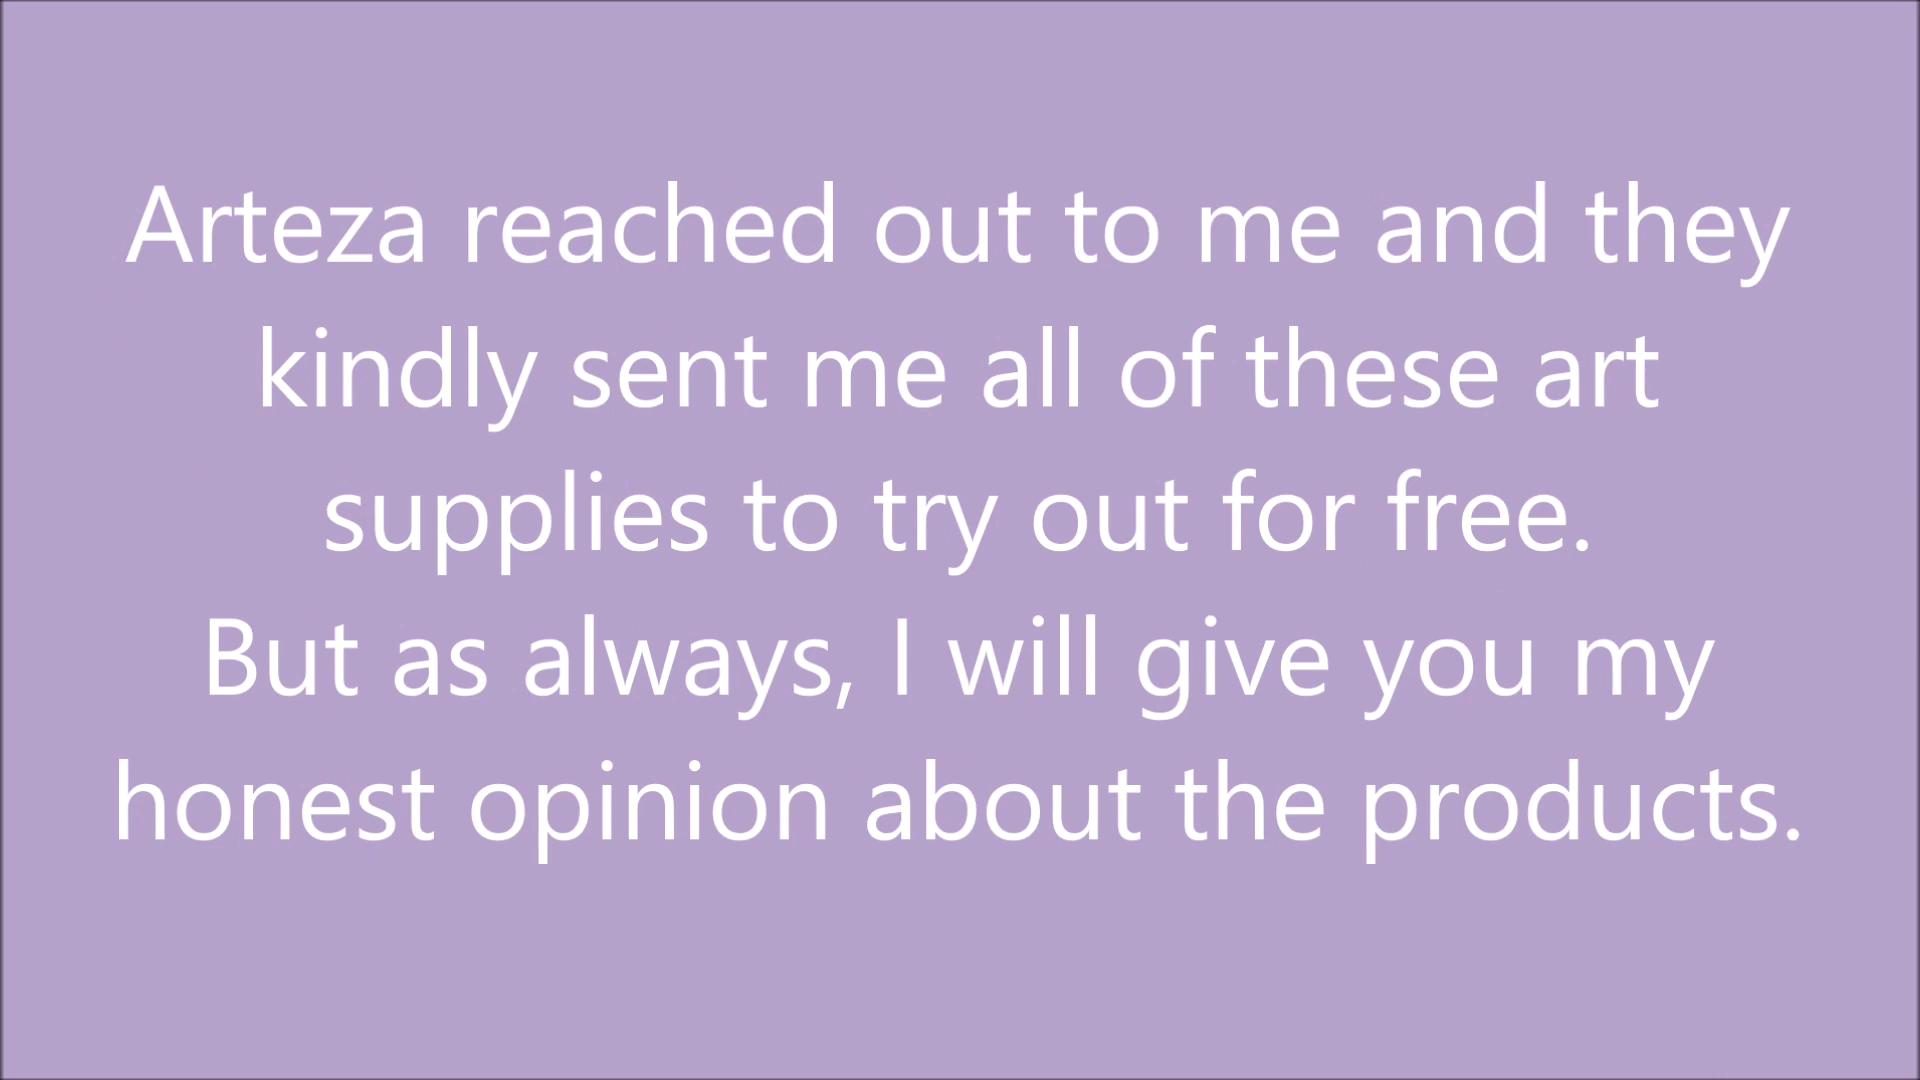 Arteza reached out to me and they
kindly sent me all of these art
supplies to try out for free.
But as always, I will give you my
honest opinion about the products.